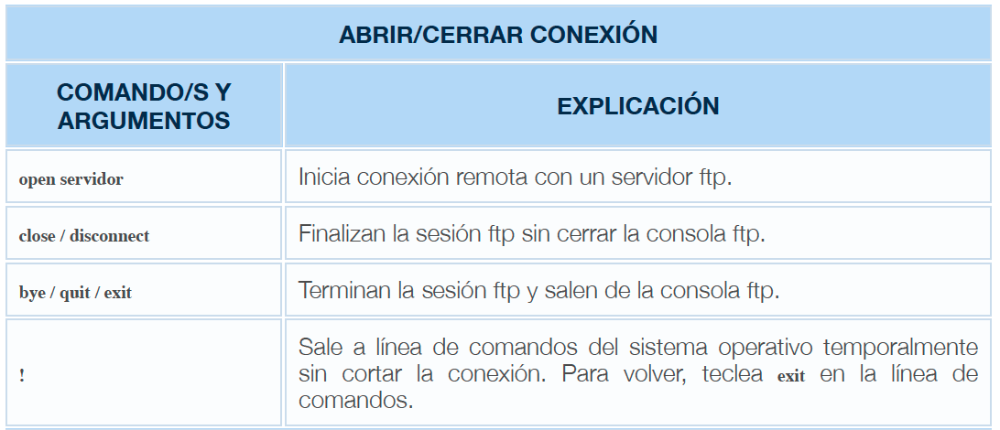 ABRIR/CERRAR CONEXIÓN
COMANDO/S Y
ARGUMENTOS
EXPLICACIÓN
open servidor
Inicia conexión remota con un servidor ftp.
close / disconnect
Finalizan la sesión ftp sin cerrar la consola ftp.
bye / quit / exit
Terminan la sesión ftp y salen de la consola ftp.
!
Sale a línea de comandos del sistema operativo temporalmente
sin cortar la conexión. Para volver, teclea exit en la línea de
comandos.